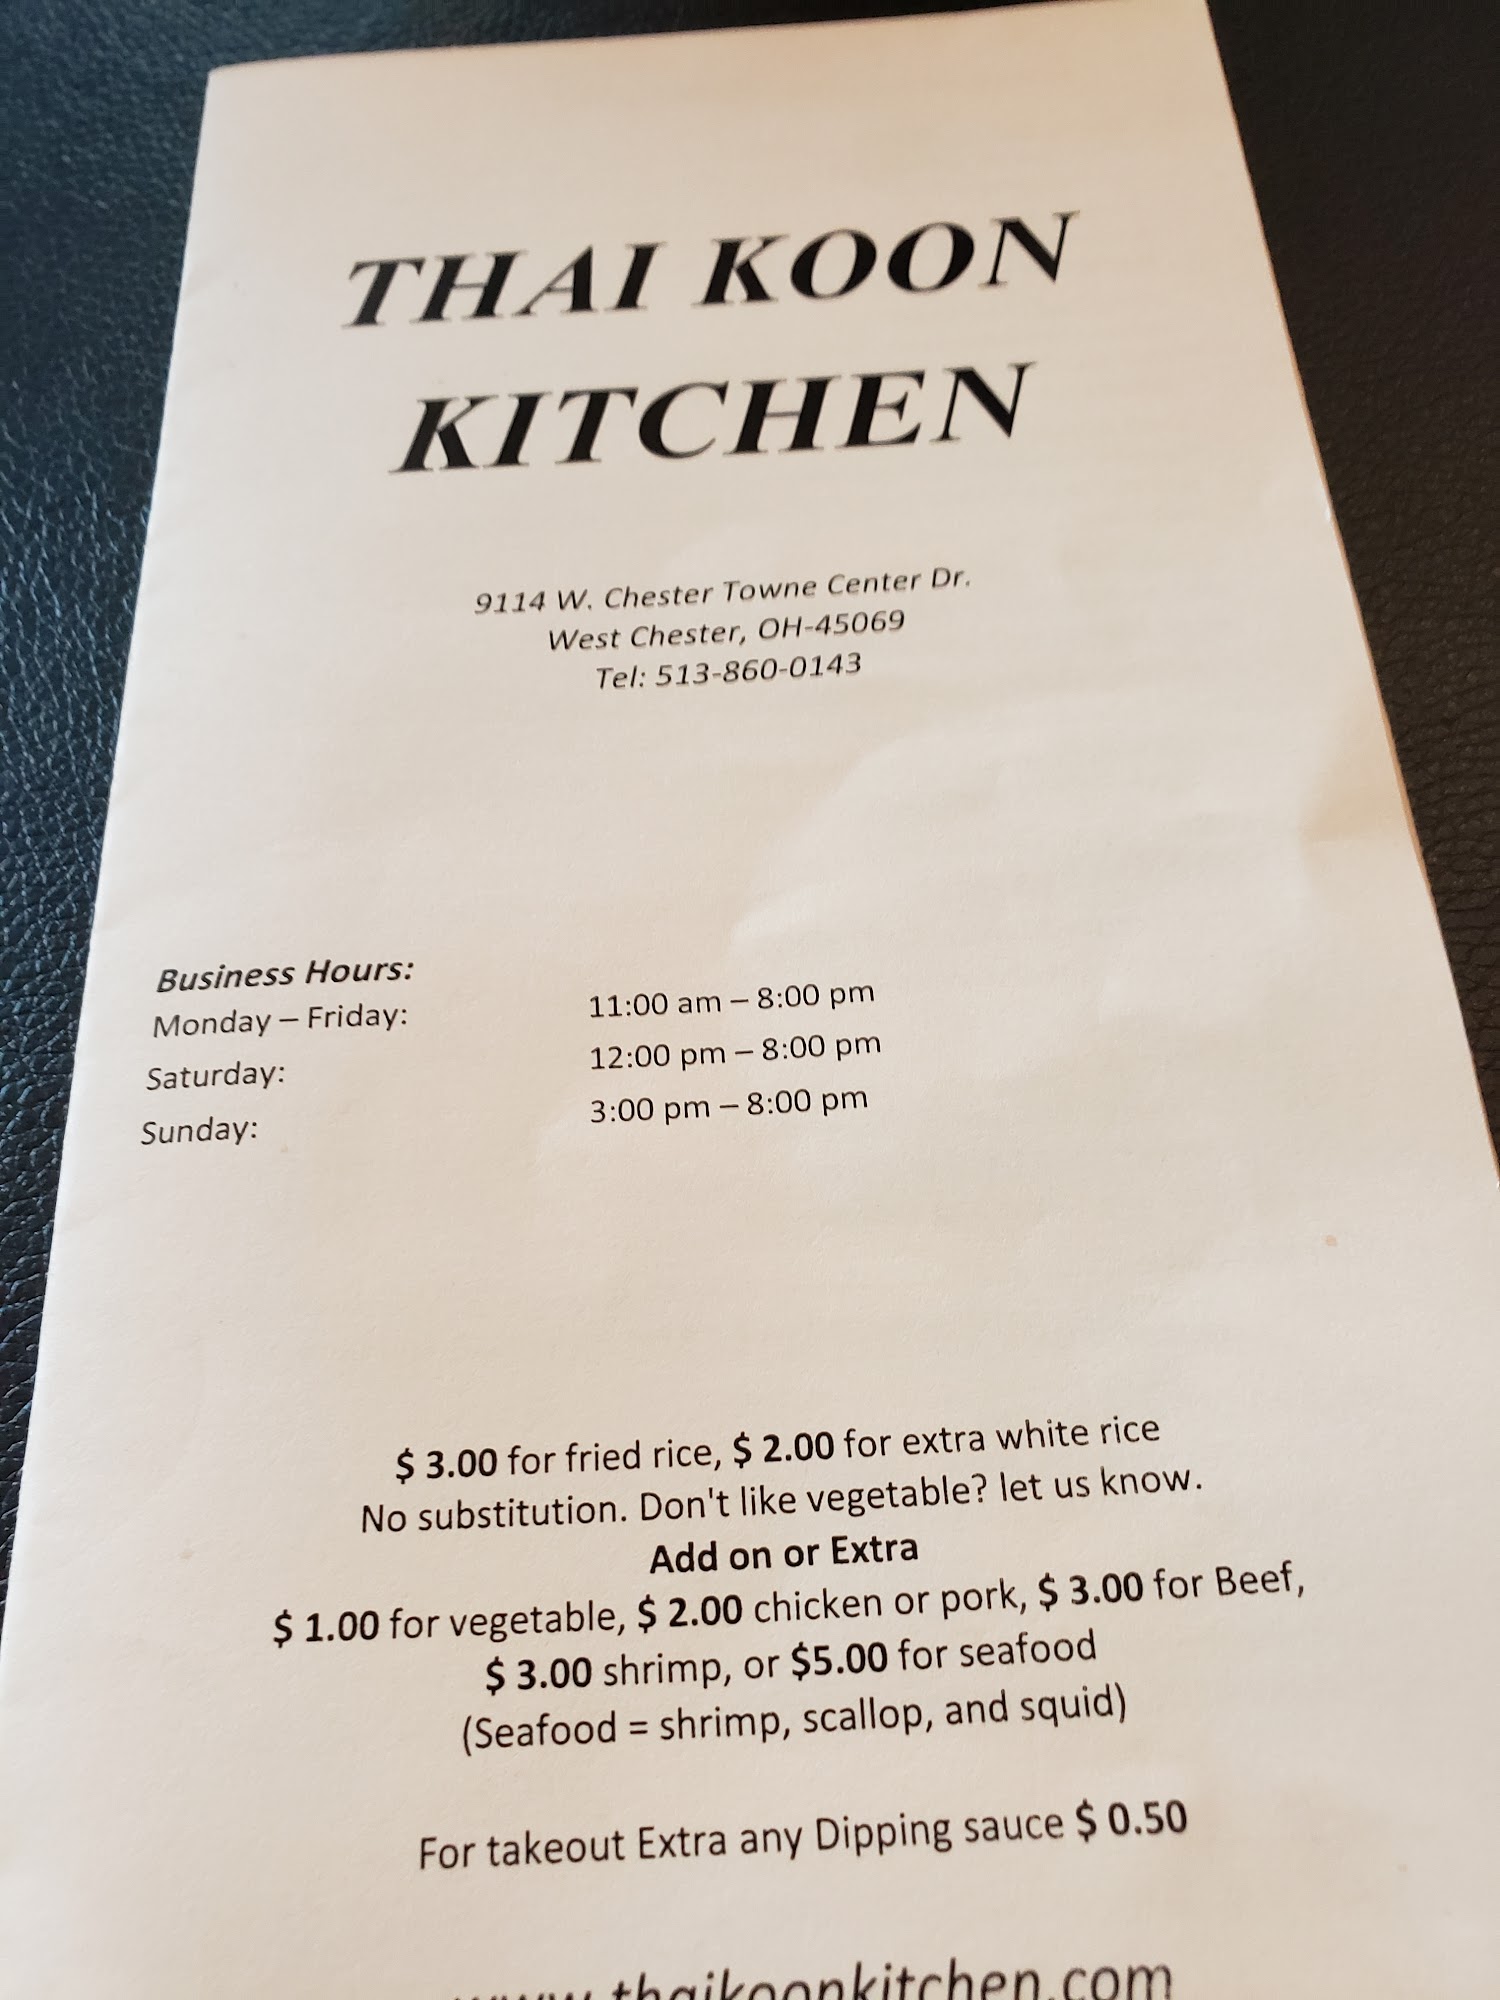 THAI KOON
KITCHEN
9114 W. Chester Towne Center Dr.
West Chester, OH-45069
Tel: 513-860-0143
Business Hours:
Monday – Friday: 11:00 am – 8:00 pm
Saturday: 12:00 pm – 8:00 pm
Sunday: 3:00 pm – 8:00 pm
$ 3.00 for fried rice, $ 2.00 for extra white rice
No substitution. Don't like vegetable? let us know.
Add on or Extra
$ 1.00 for vegetable, $ 2.00 chicken or pork, $ 3.00 for Beef,
$ 3.00 shrimp, or $5.00 for seafood
(Seafood = shrimp, scallop, and squid)
For takeout Extra any Dipping sauce $ 0.50
www.thaikoonkitchen.com